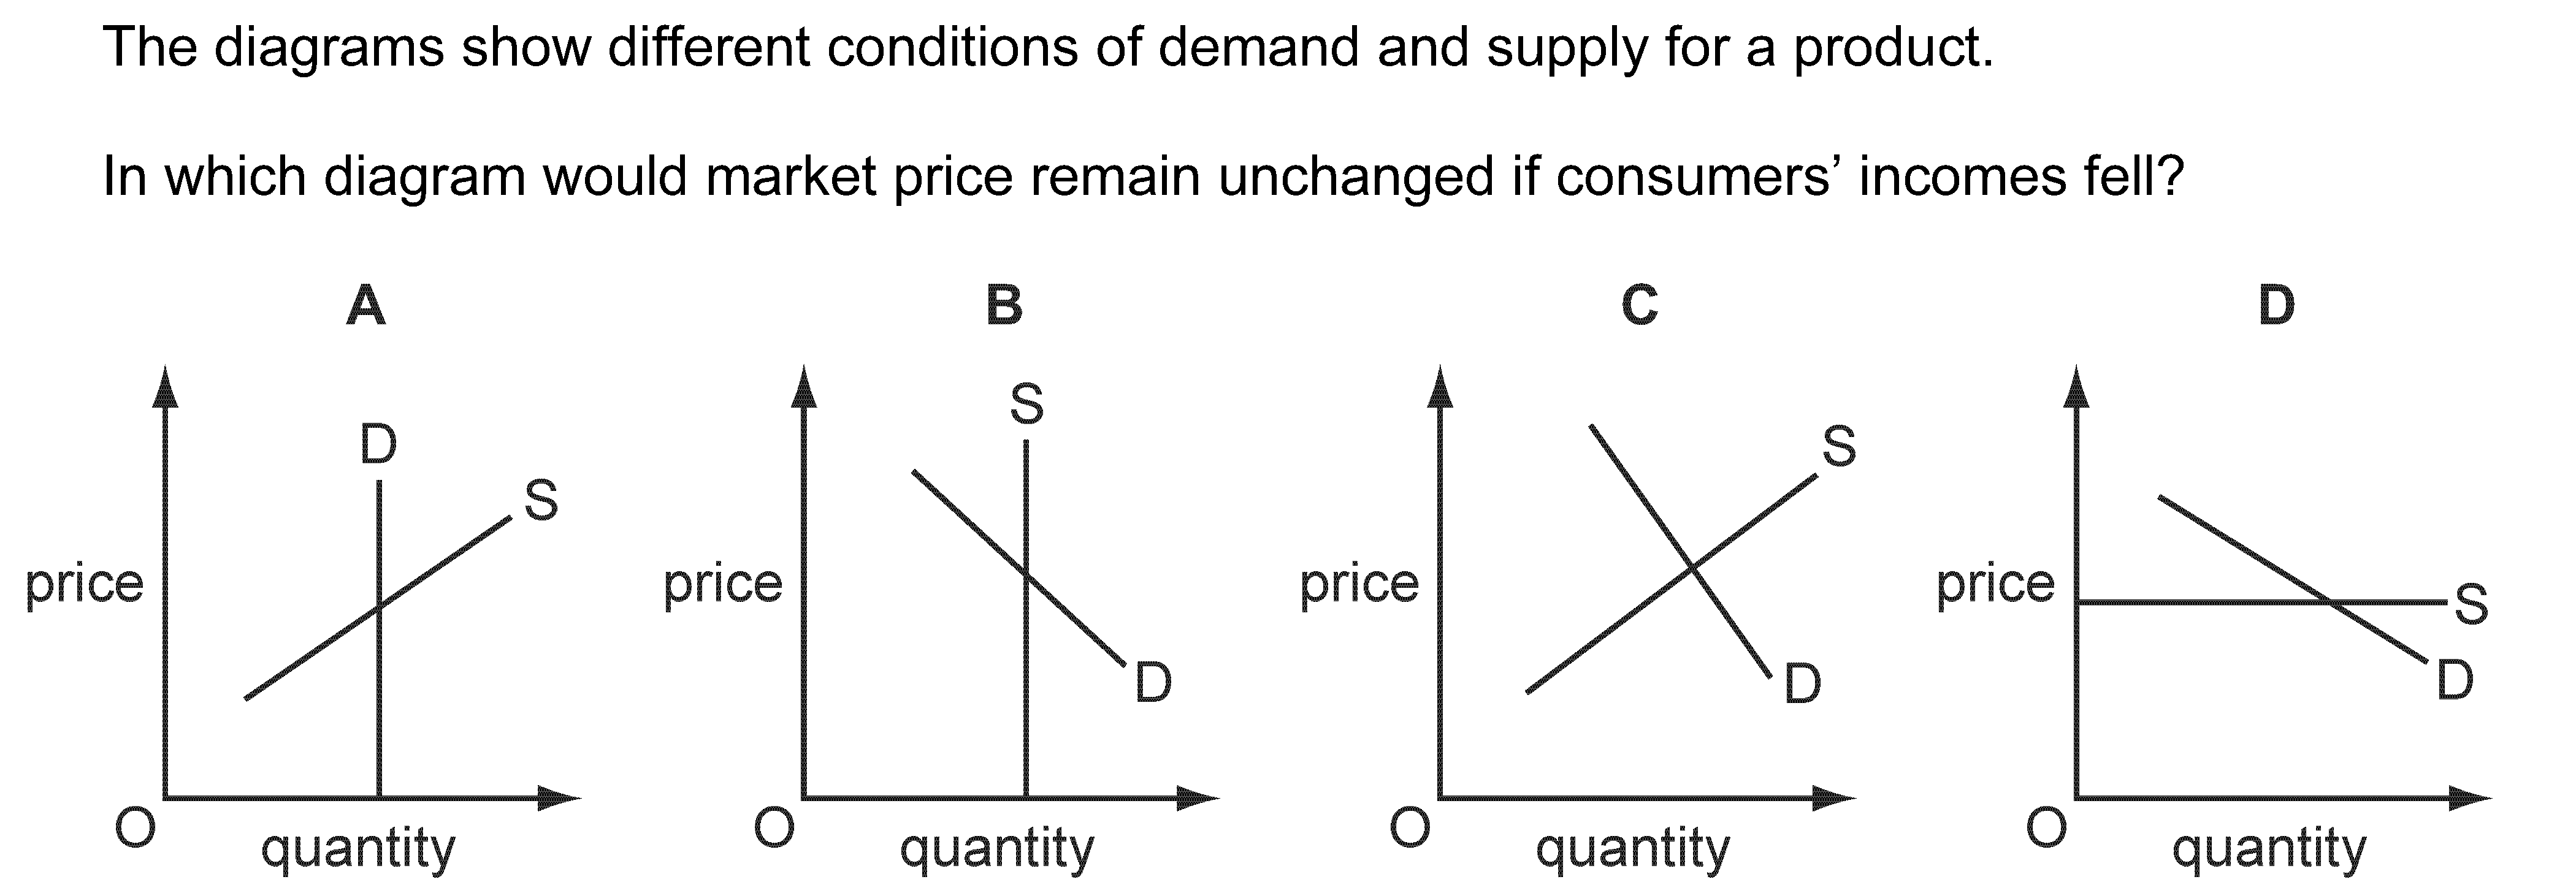 The diagrams show different conditions of demand and supply for a product.
In which diagram would market price remain unchanged if consumers’ incomes fell?
A
D
S
price
O
quantity
B
S
D
price
O
quantity
C
S
D
price
O
quantity
D
S
D
price
O
quantity